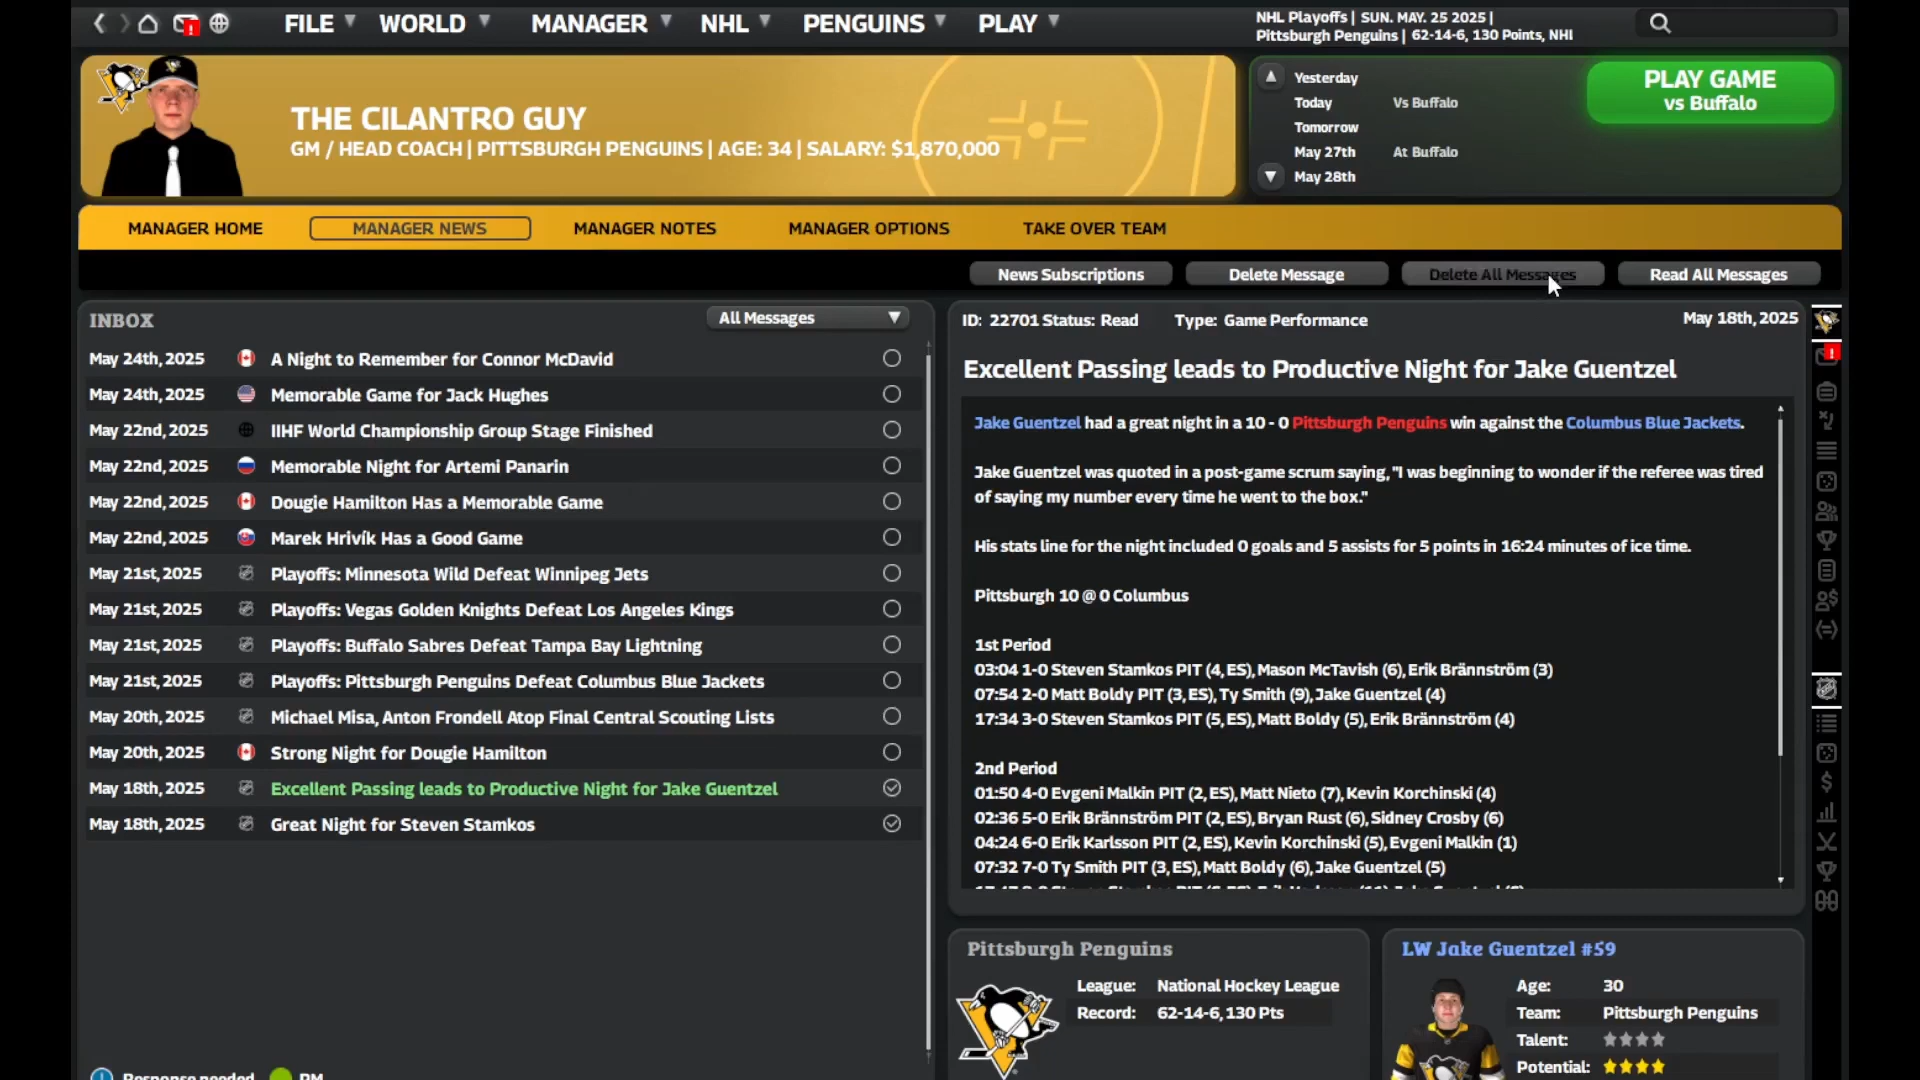 FILE WORLD MANAGER NHL PENGUINS PLAY
NHL Playoffs | SUN. MAY. 25 2025 |
Pittsburgh Penguins | 62-14-6, 130 Points, NHl
THE CILANTRO GUY
GM / HEAD COACH | PITTSBURGH PENGUINS | AGE: 34 | SALARY: $1,870,000
Yesterday
Today Vs Buffalo
Tomorrow
May 27th At Buffalo
May 28th
PLAY GAME
vs Buffalo
MANAGER HOME MANAGER NEWS MANAGER NOTES MANAGER OPTIONS TAKE OVER TEAM
News Subscriptions Delete Message Delete All Messages Read All Messages
INBOX All Messages
May 24th, 2025 A Night to Remember for Connor McDavid
May 24th, 2025 Memorable Game for Jack Hughes
May 22nd, 2025 IIHF World Championship Group Stage Finished
May 22nd, 2025 Memorable Night for Artemi Panarin
May 22nd, 2025 Dougie Hamilton Has a Memorable Game
May 22nd, 2025 Marek Hrivík Has a Good Game
May 21st, 2025 Playoffs: Minnesota Wild Defeat Winnipeg Jets
May 21st, 2025 Playoffs: Vegas Golden Knights Defeat Los Angeles Kings
May 21st, 2025 Playoffs: Buffalo Sabres Defeat Tampa Bay Lightning
May 21st, 2025 Playoffs: Pittsburgh Penguins Defeat Columbus Blue Jackets
May 20th, 2025 Michael Misa, Anton Frondell Atop Final Central Scouting Lists
May 20th, 2025 Strong Night for Dougie Hamilton
May 18th, 2025 Excellent Passing leads to Productive Night for Jake Guentzel
May 18th, 2025 Great Night for Steven Stamkos
Response needed PM
ID: 22701 Status: Read Type: Game Performance May 18th, 2025
Excellent Passing leads to Productive Night for Jake Guentzel
Jake Guentzel had a great night in a 10 - 0 Pittsburgh Penguins win against the Columbus Blue Jackets.
Jake Guentzel was quoted in a post-game scrum saying, "I was beginning to wonder if the referee was tired
of saying my number every time he went to the box."
His stats line for the night included 0 goals and 5 assists for 5 points in 16:24 minutes of ice time.
Pittsburgh 10 @ 0 Columbus
1st Period
03:04 1-0 Steven Stamkos PIT (4, ES), Mason McTavish (6), Erik Brännström (3)
07:54 2-0 Matt Boldy PIT (3, ES), Ty Smith (9), Jake Guentzel (4)
17:34 3-0 Steven Stamkos PIT (5, ES), Matt Boldy (5), Erik Brännström (4)
2nd Period
01:50 4-0 Evgeni Malkin PIT (2, ES), Matt Nieto (7), Kevin Korchinski (4)
02:36 5-0 Erik Brännström PIT (2, ES), Bryan Rust (6), Sidney Crosby (6)
04:24 6-0 Erik Karlsson PIT (2, ES), Kevin Korchinski (5), Evgeni Malkin (1)
07:32 7-0 Ty Smith PIT (3, ES), Matt Boldy (6), Jake Guentzel (5)
Pittsburgh Penguins
League: National Hockey League
Record: 62-14-6, 130 Pts
LW Jake Guentzel #59
Age: 30
Team: Pittsburgh Penguins
Talent:
Potential: